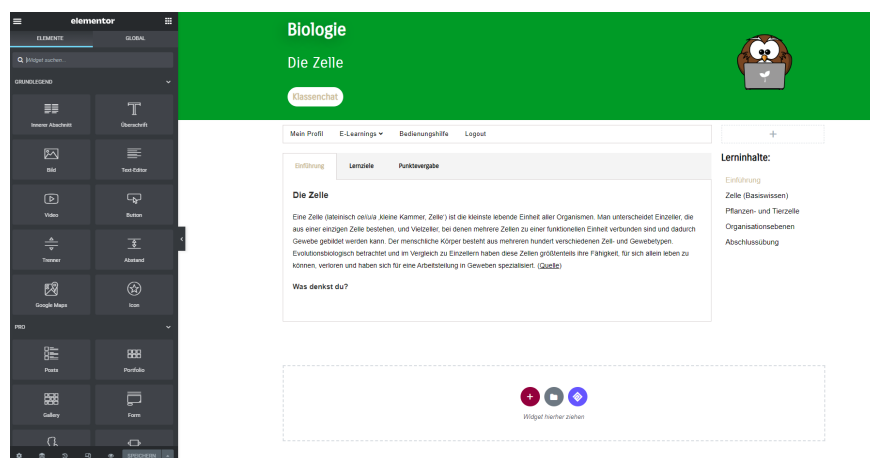 elementor
ELEMENTE
GLOBAL
Widget suchen...
GRUNDLEGEND
Innerer Abschnitt
Überschrift
Bild
Text-Editor
Video
Button
Trenner
Abstand
Google Maps
Icon
PRO
Posts
Portfolio
Gallery
Form
SPEICHERN
Biologie
Die Zelle
Klassenchat
Mein Profil
E-Learnings
Bedienungshilfe
Logout
Einführung
Lernziele
Punktevergabe
Die Zelle
Eine Zelle (lateinisch cellula ‚kleine Kammer, Zelle') ist die kleinste lebende Einheit aller Organismen. Man unterscheidet Einzeller, die
aus einer einzigen Zelle bestehen, und Vielzeller, bei denen mehrere Zellen zu einer funktionellen Einheit verbunden sind und dadurch
Gewebe gebildet werden kann. Der menschliche Körper besteht aus mehreren hundert verschiedenen Zell- und Gewebetypen.
Evolutionsbiologisch betrachtet und im Vergleich zu Einzellern haben diese Zellen größtenteils ihre Fähigkeit, für sich allein leben zu
können, verloren und haben sich für eine Arbeitsteilung in Geweben spezialisiert. (Quelle)
Was denkst du?
Lerninhalte:
Einführung
Zelle (Basiswissen)
Pflanzen- und Tierzelle
Organisationsebenen
Abschlussübung
Widget hierher ziehen